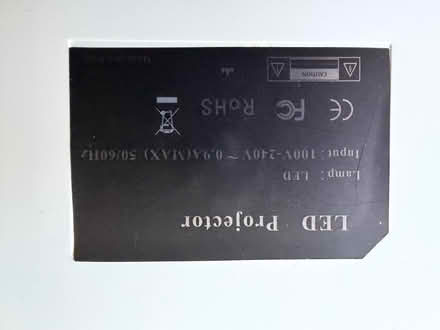 LED Projector
Lamp: LED
Input: 100V-240V ~ 0.9A(MAX) 50/60Hz
CE FC RoHS
CAUTION